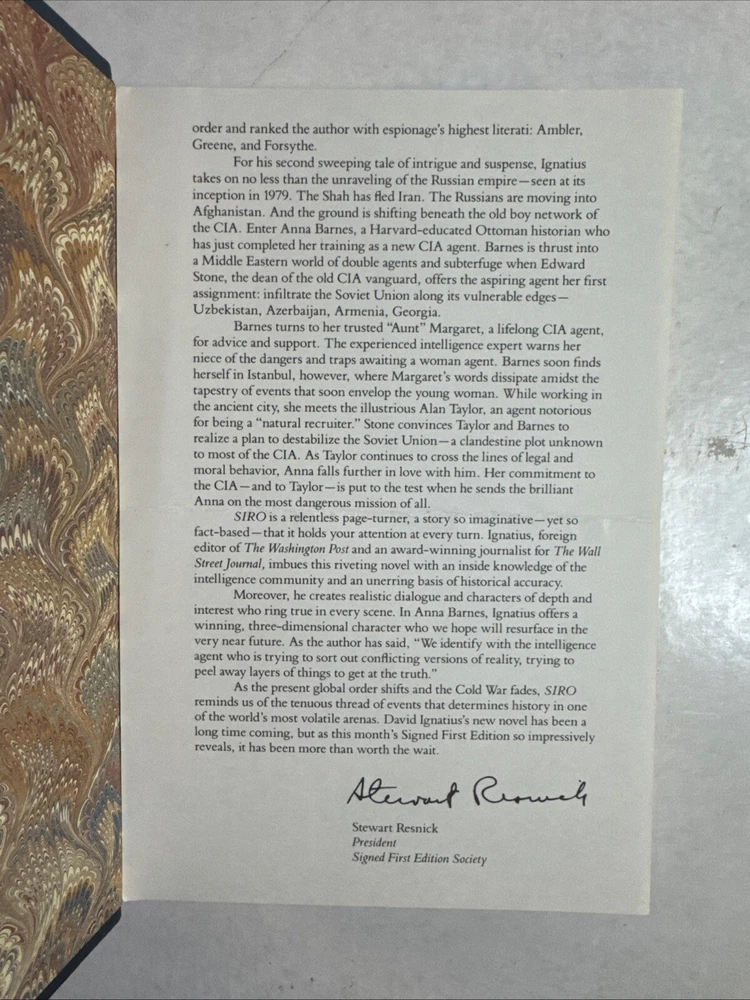 order and ranked the author with espionage's highest literati: Ambler,
Greene, and Forsythe.
For his second sweeping tale of intrigue and suspense, Ignatius
takes on no less than the unraveling of the Russian empire—seen at its
inception in 1979. The Shah has fled Iran. The Russians are moving into
Afghanistan. And the ground is shifting beneath the old boy network of
the CIA. Enter Anna Barnes, a Harvard-educated Ottoman historian who
has just completed her training as a new CIA agent. Barnes is thrust into
a Middle Eastern world of double agents and subterfuge when Edward
Stone, the dean of the old CIA vanguard, offers the aspiring agent her first
assignment: infiltrate the Soviet Union along its vulnerable edges—
Uzbekistan, Azerbaijan, Armenia, Georgia.
Barnes turns to her trusted "Aunt" Margaret, a lifelong CIA agent,
for advice and support. The experienced intelligence expert warns her
niece of the dangers and traps awaiting a woman agent. Barnes soon finds
herself in Istanbul, however, where Margaret's words dissipate amidst the
tapestry of events that soon envelop the young woman. While working in
the ancient city, she meets the illustrious Alan Taylor, an agent notorious
for being a "natural recruiter." Stone convinces Taylor and Barnes to
realize a plan to destabilize the Soviet Union—a clandestine plot unknown
to most of the CIA. As Taylor continues to cross the lines of legal and
moral behavior, Anna falls further in love with him. Her commitment to
the CIA—and to Taylor—is put to the test when he sends the brilliant
Anna on the most dangerous mission of all.
SIRO is a relentless page-turner, a story so imaginative—yet so
fact-based—that it holds your attention at every turn. Ignatius, foreign
editor of The Washington Post and an award-winning journalist for The Wall
Street Journal, imbues this riveting novel with an inside knowledge of the
intelligence community and an unerring basis of historical accuracy.
Moreover, he creates realistic dialogue and characters of depth and
interest who ring true in every scene. In Anna Barnes, Ignatius offers a
winning, three-dimensional character who we hope will resurface in the
very near future. As the author has said, "We identify with the intelligence
agent who is trying to sort out conflicting versions of reality, trying to
peel away layers of things to get at the truth."
As the present global order shifts and the Cold War fades, SIRO
reminds us of the tenuous thread of events that determines history in one
of the world's most volatile arenas. David Ignatius's new novel has been a
long time coming, but as this month's Signed First Edition so impressively
reveals, it has been more than worth the wait.
Stewart Resnick
Stewart Resnick
President
Signed First Edition Society